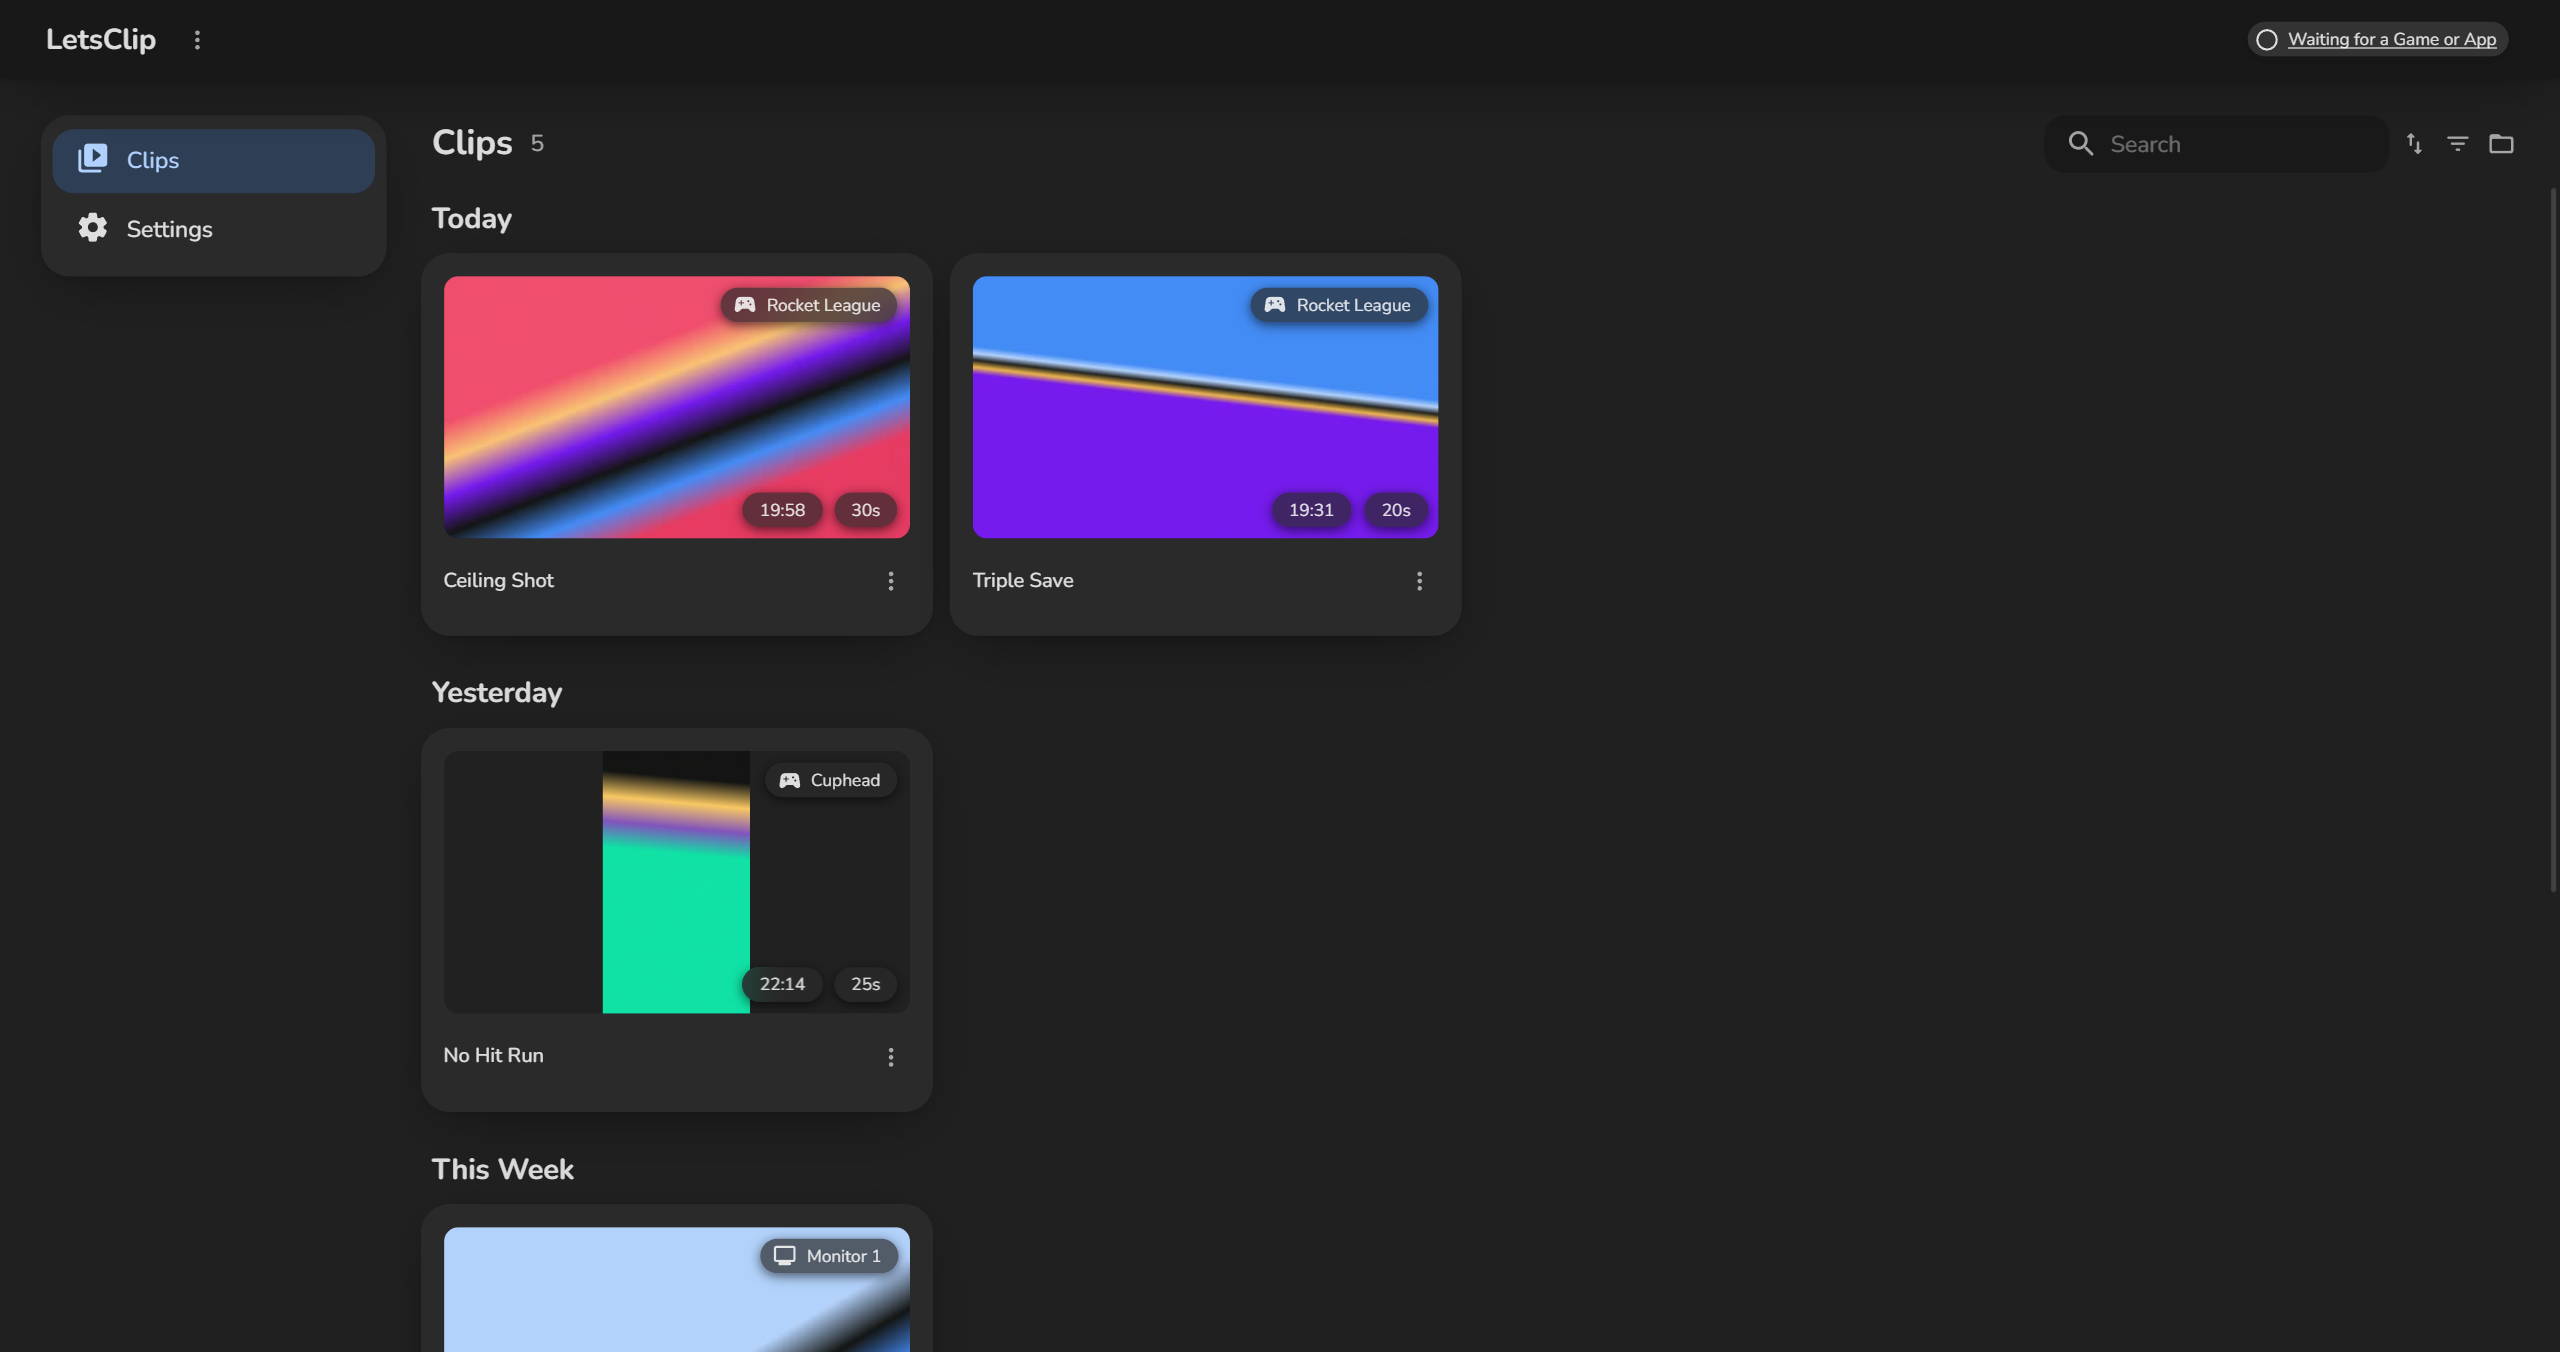 LetsClip
Waiting for a Game or App
Clips
Settings
Clips 5
Search
Today
Rocket League
19:58 30s
Ceiling Shot
Rocket League
19:31 20s
Triple Save
Yesterday
Cuphead
22:14 25s
No Hit Run
This Week
Monitor 1